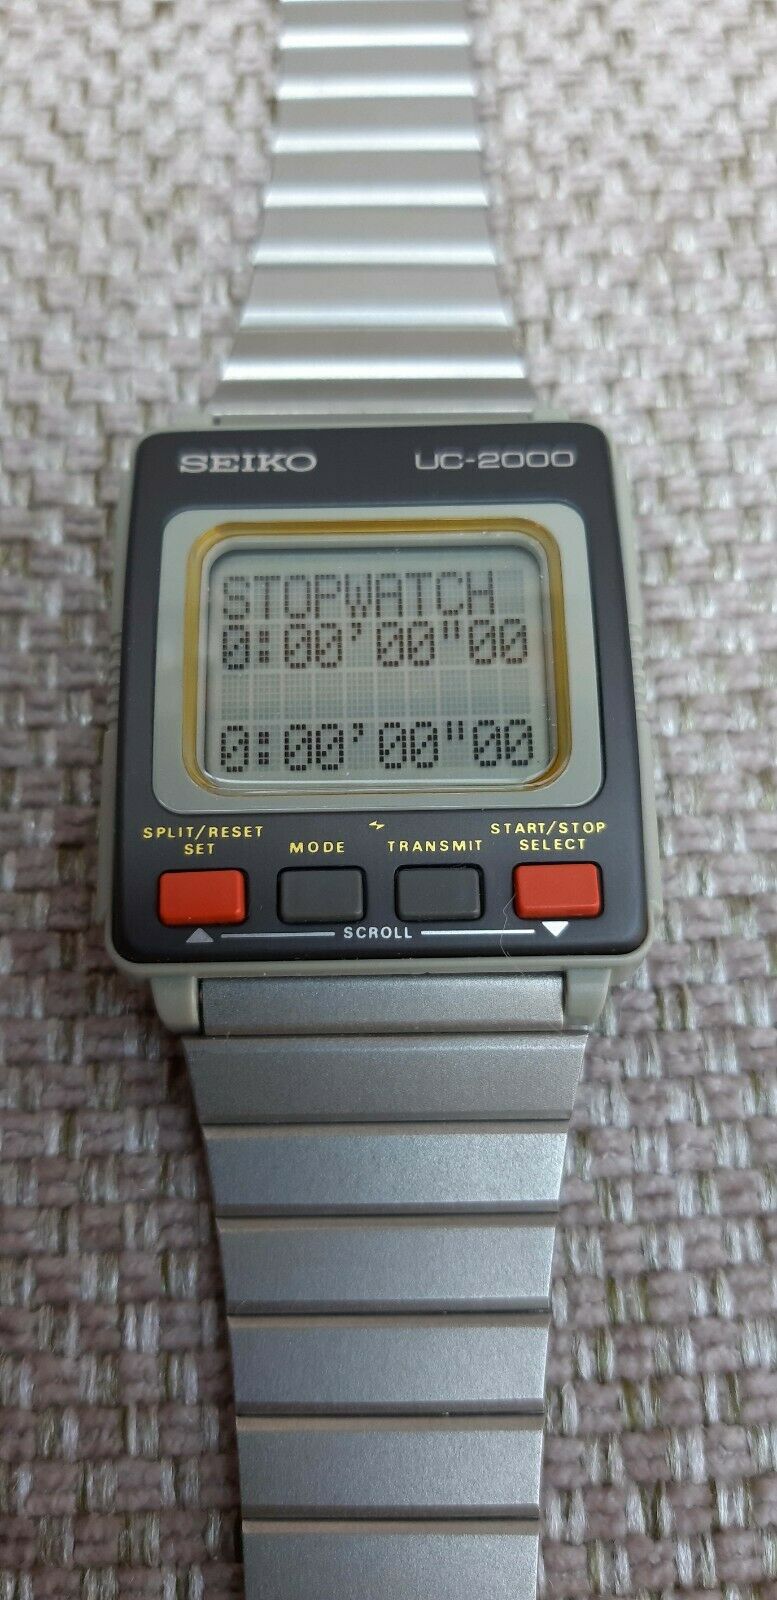 SEIKO UC-2000
STOPWATCH
0:00'00"00
0:00'00"00
SPLIT/RESET
SET
MODE
TRANSMIT
START/STOP
SELECT
SCROLL